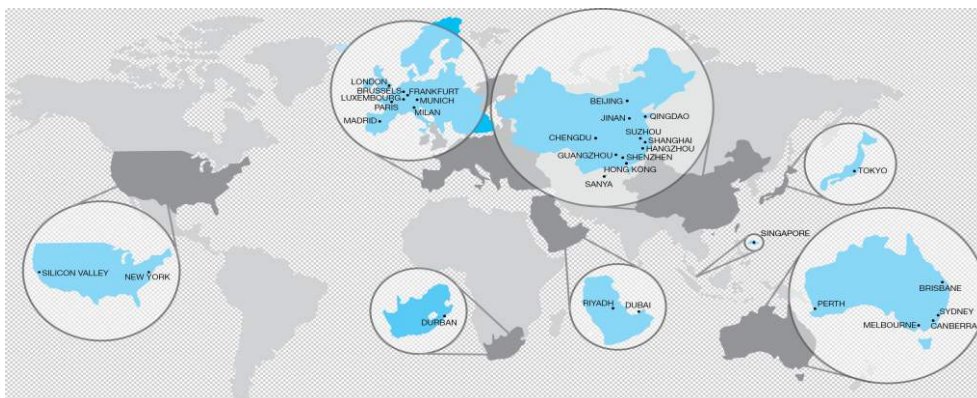 LONDON
BRUSSELS
FRANKFURT
LUXEMBOURG
MUNICH
PARIS
MILAN
MADRID
BEIJING
JINAN
QINGDAO
CHENGDU
SUZHOU
SHANGHAI
HANGZHOU
GUANGZHOU
SHENZHEN
HONG KONG
SANYA
TOKYO
SINGAPORE
SILICON VALLEY
NEW YORK
DURBAN
RIYADH
DUBAI
BRISBANE
PERTH
SYDNEY
MELBOURNE
CANBERRA